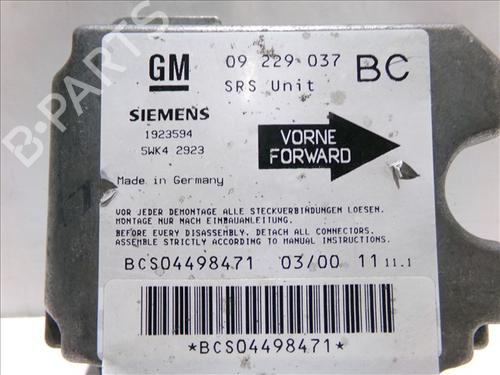 GM 09 229 037 BC
SRS Unit
SIEMENS
1923594
5WK4 2923
VORNE
FORWARD
Made in Germany
VOR JEDER DEMONTAGE ALLE STECKVERBINDUNGEN LOESEN.
MONTAGE NUR NACH EINBAUANLEITUNG.
BEFORE EVERY DISASSEMBLY, DETACH ALL CONNECTORS.
ASSEMBLE STRICTLY ACCORDING TO MANUAL INSTRUCTIONS.
BCS04498471 03/00 11 11.1
*BCS04498471*
B-PARTS